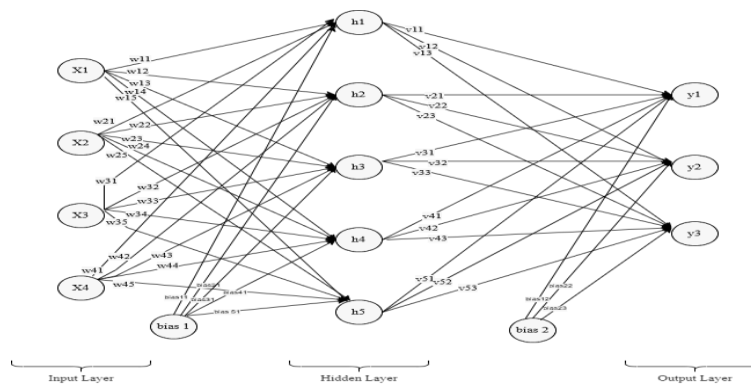 h1
v11
v12
v13
w11
X1
w12
w13
w14
w15
h2
v21
v22
v23
y1
w21
w22
X2
w23
w24
w25
v31
h3
v32
v33
y2
w31
w32
w33
X3
w34
w35
v41
v42
v43
h4
y3
w42
w43
w44
w41
X4
w45
bias41
bias 51
v51
v52
v53
h5
bias22
bias12
bias23
bias 1
bias 2
Input Layer
Hidden Layer
Output Layer